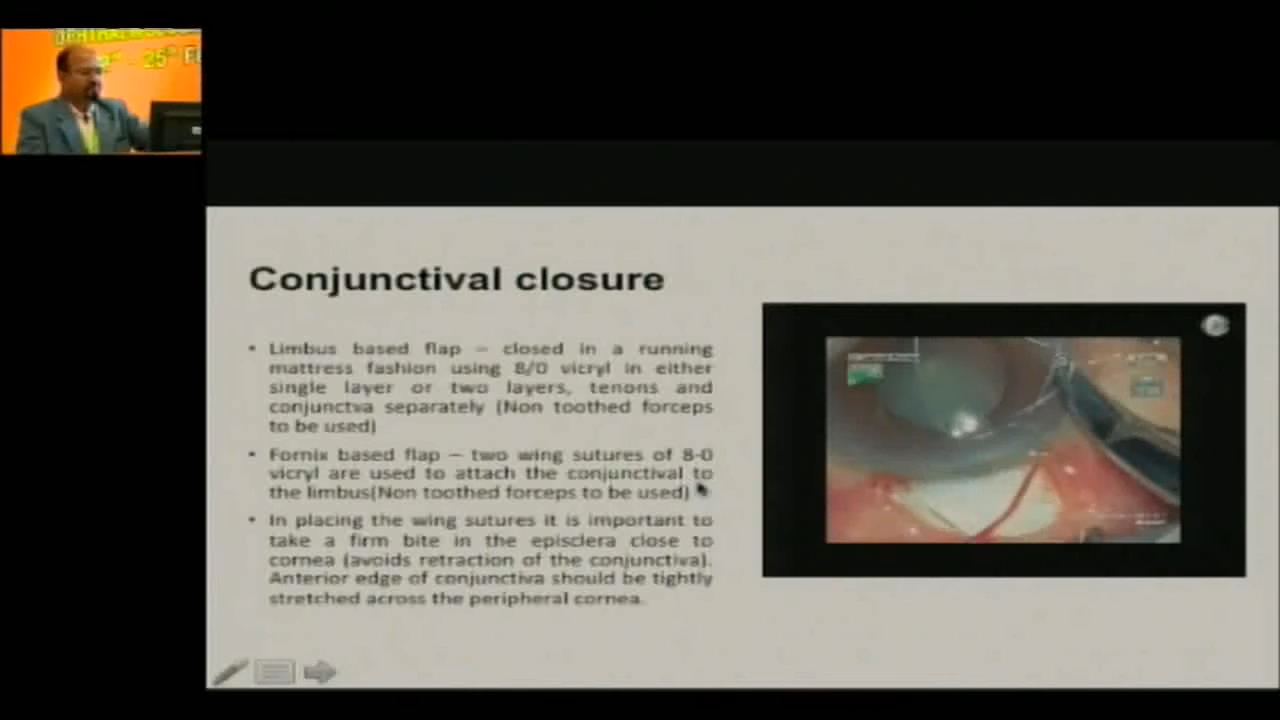 25th
Conjunctival closure
• Limbus based flap – closed in a running
mattress fashion using 8/0 vicryl in either
single layer or two layers, tenons and
conjunctva separately (Non toothed forceps
to be used)
• Fornix based flap – two wing sutures of 8-0
vicryl are used to attach the conjunctival to
the limbus(Non toothed forceps to be used)
• In placing the wing sutures it is important to
take a firm bite in the episclera close to
cornea (avoids retraction of the conjunctiva).
Anterior edge of conjunctiva should be tightly
stretched across the peripheral cornea.